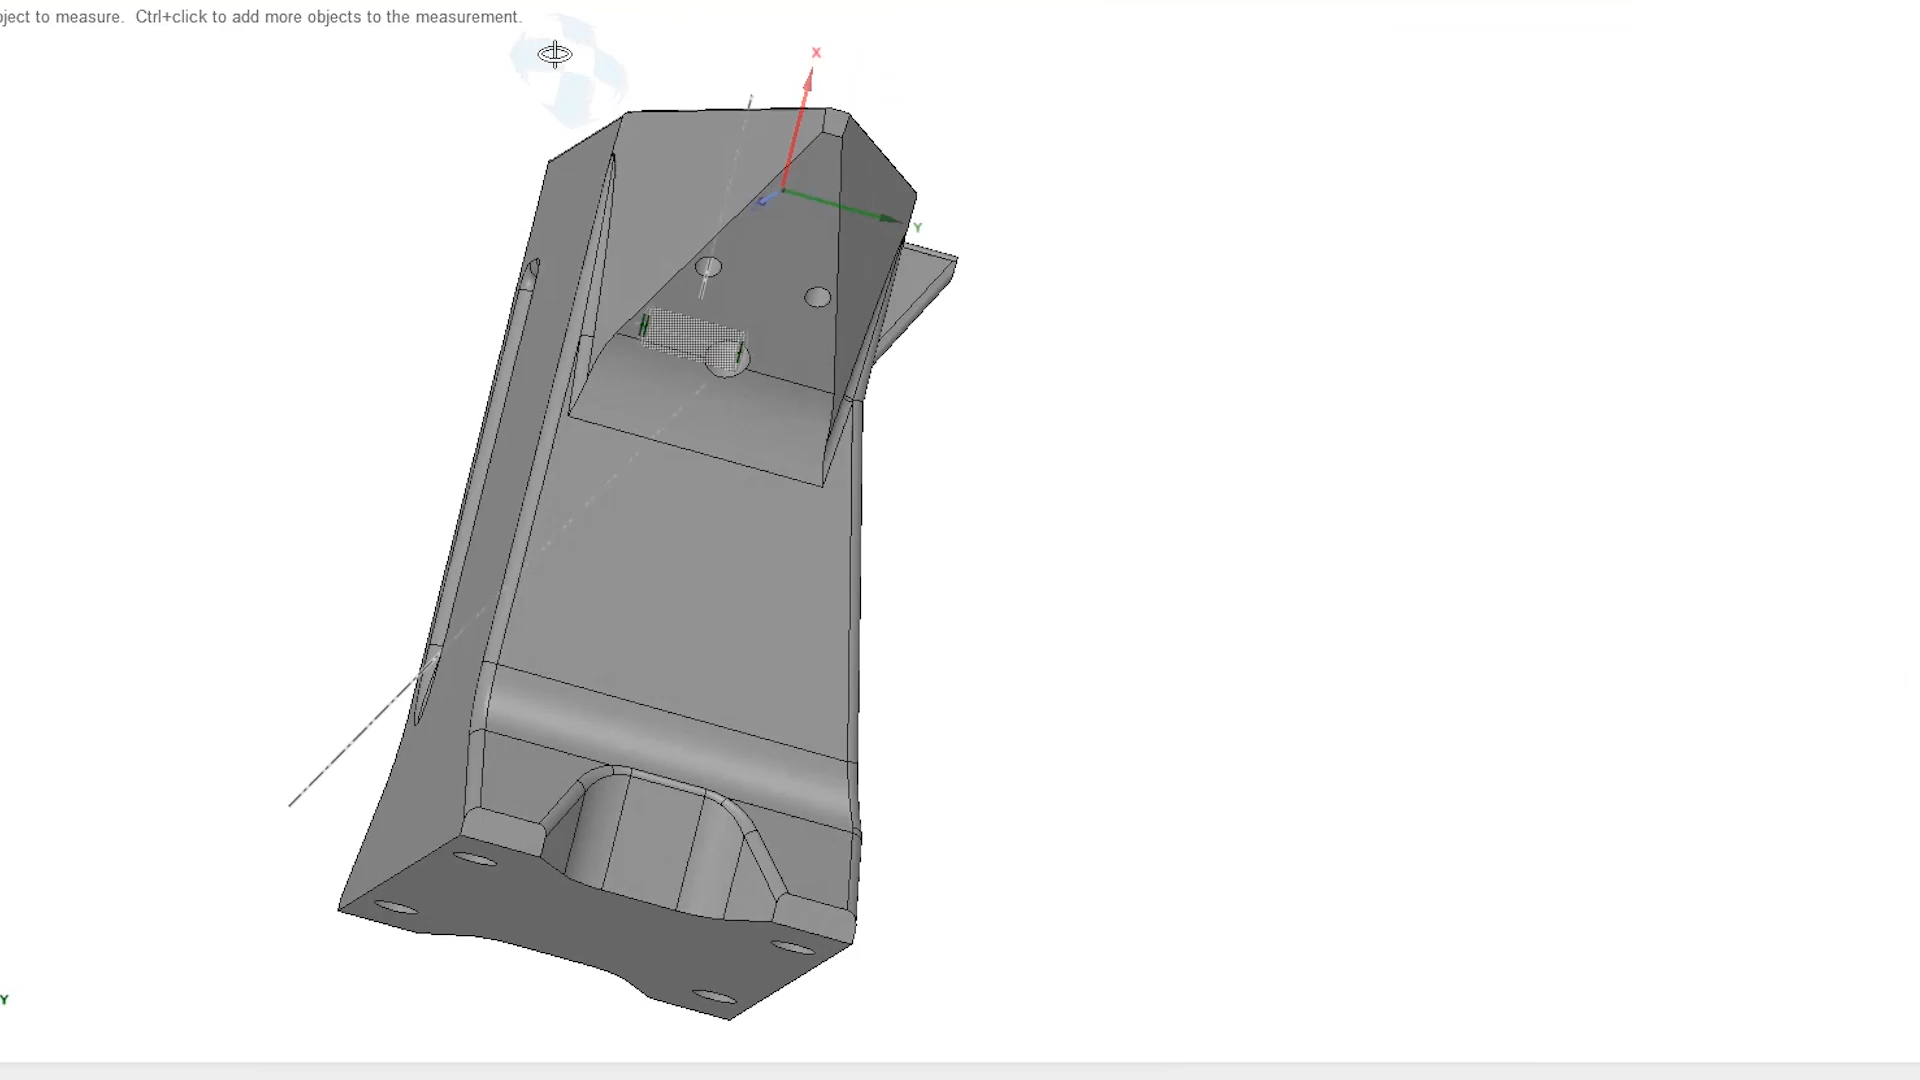 ject to measure.  Ctrl+click to add more objects to the measurement.
X
Y
Y